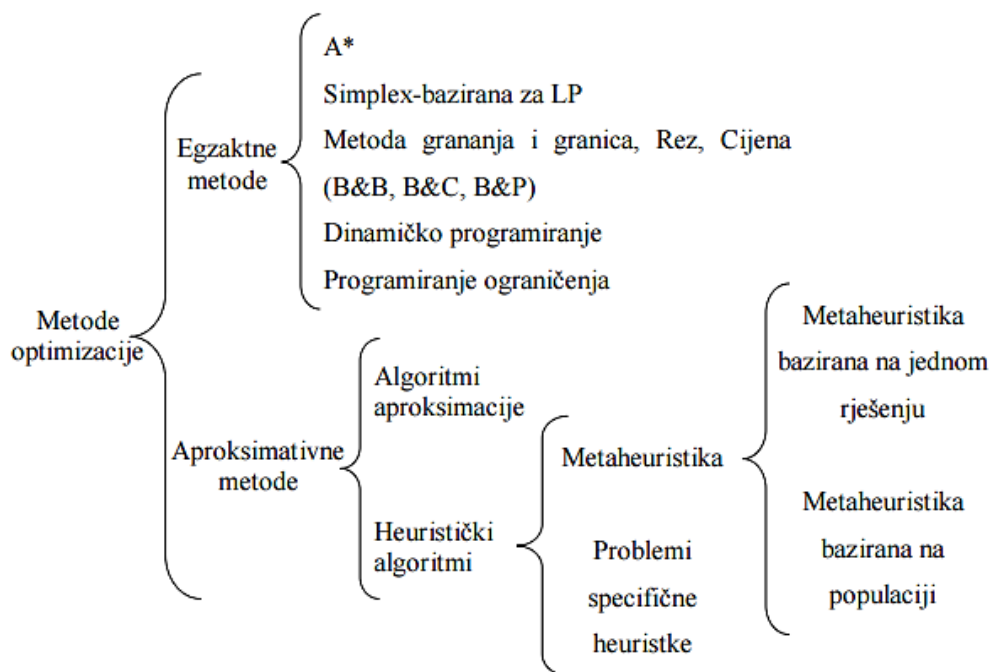 A*
Simplex-bazirana za LP
Egzaktne
metode
Metoda grananja i granica, Rez, Cijena
(B&B, B&C, B&P)
Dinamičko programiranje
Programiranje ograničenja
Metode
optimizacije
Aproksimativne
metode
Algoritmi
aproksimacije
Heuristički
algoritmi
Metaheuristika
Problemi
specifične
heuristke
Metaheuristika
bazirana na jednom
rješenju
Metaheuristika
bazirana na
populaciji